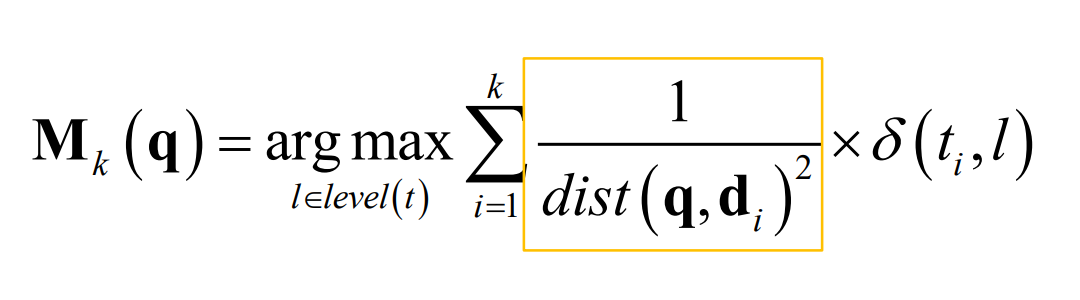 M_k(q) = arg max_{l∈level(t)} ∑_{i=1}^{k} 1/dist(q,d_i)^2 × δ(t_i,l)